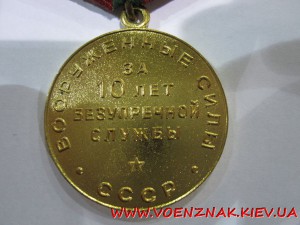 ВООРУЖЕННЫЕ СИЛЫ
ЗА
10 ЛЕТ
БЕЗУПРЕЧНОЙ
СЛУЖБЫ
СССР
WWW.VOENZNAK.KIEV.UA